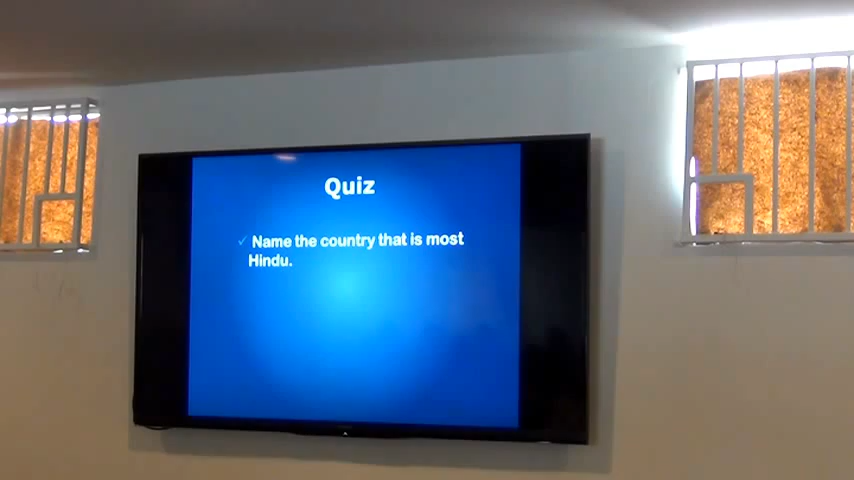 Quiz
✓ Name the country that is most
Hindu.